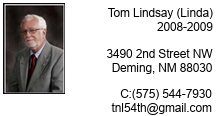 Tom Lindsay (Linda)
2008-2009
3490 2nd Street NW
Deming, NM 88030
C:(575) 544-7930
tnl54th@gmail.com